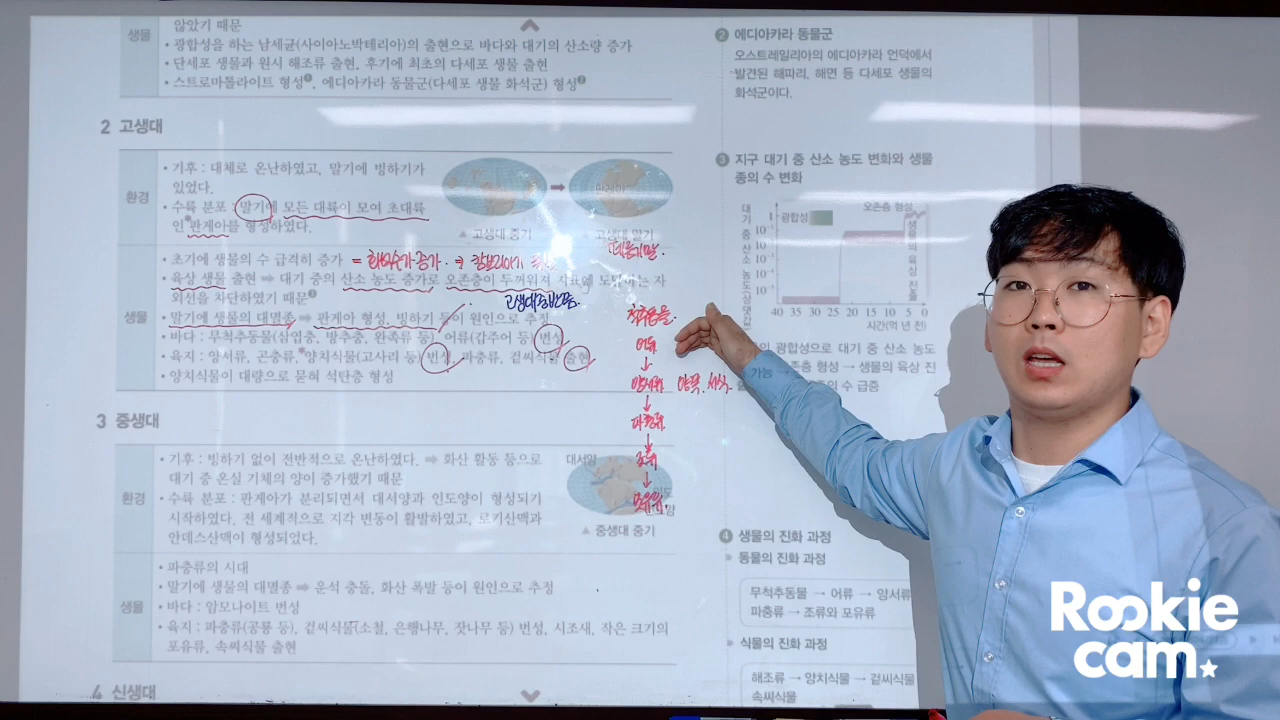 생물
않았기 때문
• 광합성을 하는 남세균(사이아노박테리아)의 출현으로 바다와 대기의 산소량 증가
• 단세포 생물과 원시 해조류 출현, 후기에 최초의 다세포 생물 출현
• 스트로마톨라이트 형성❶, 에디아카라 동물군(다세포 생물 화석군) 형성❷
2 고생대
환경
• 기후 : 대체로 온난하였고, 말기에 빙하기가
있었다.
• 수륙 분포 : 말기에 모든 대륙이 모여 초대륙
인 *판게아를 형성하였다.
판게아
▲ 고생대 중기
▲ 고생대 말기
페름기말.
생물
• 초기에 생물의 수 급격히 증가
• 육상 생물 출현 ➡ 대기 중의 산소 농도 증가로 오존층이 두꺼워져 지표에 도달하는 자
외선을 차단하였기 때문❸
고생대중반쯤.
• 말기에 생물의 대멸종 ➡ 판게아 형성, 빙하기 등이 원인으로 추정
• 바다 : 무척추동물(삼엽충, 방추충, 완족류 등), 어류(갑주어 등) 번성
• 육지 : 양서류, 곤충류, *양치식물(고사리 등) 번성, 파충류, 겉씨식물 출현
• 양치식물이 대량으로 묻혀 석탄층 형성
어류
↓
양서류
↓
파충류
↓
조류
↓
포유류.
3 중생대
환경
• 기후 : 빙하기 없이 전반적으로 온난하였다. ➡ 화산 활동 등으로
대기 중 온실 기체의 양이 증가했기 때문
• 수륙 분포 : 판게아가 분리되면서 대서양과 인도양이 형성되기
시작하였다. 전 세계적으로 지각 변동이 활발하였고, 로키산맥과
안데스산맥이 형성되었다.
대서양
▲ 중생대 중기
생물
• 파충류의 시대
• 말기에 생물의 대멸종 ➡ 운석 충돌, 화산 폭발 등이 원인으로 추정
• 바다 : 암모나이트 번성
• 육지 : 파충류(공룡 등), 겉씨식물(소철, 은행나무, 잣나무 등) 번성, 시조새, 작은 크기의
포유류, 속씨식물 출현
4 신생대
❷ 에디아카라 동물군
오스트레일리아의 에디아카라 언덕에서
발견된 해파리, 해면 등 다세포 생물의
화석군이다.
❸ 지구 대기 중 산소 농도 변화와 생물
종의 수 변화
대기 중 산소 농도(상댓값)
광합성
오존층 형성
생물의 육상 진출
40 35 30 25 20 15 10 5 0
시간(억 년 전)
광합성으로 대기 중 산소 농도
존층 형성 → 생물의 육상 진
수 급증
❹ 생물의 진화 과정
동물의 진화 과정
무척추동물 → 어류 → 양서류
파충류 → 조류와 포유류
식물의 진화 과정
해조류 → 양치식물 → 겉씨식물
속씨식물
Rookie
cam.